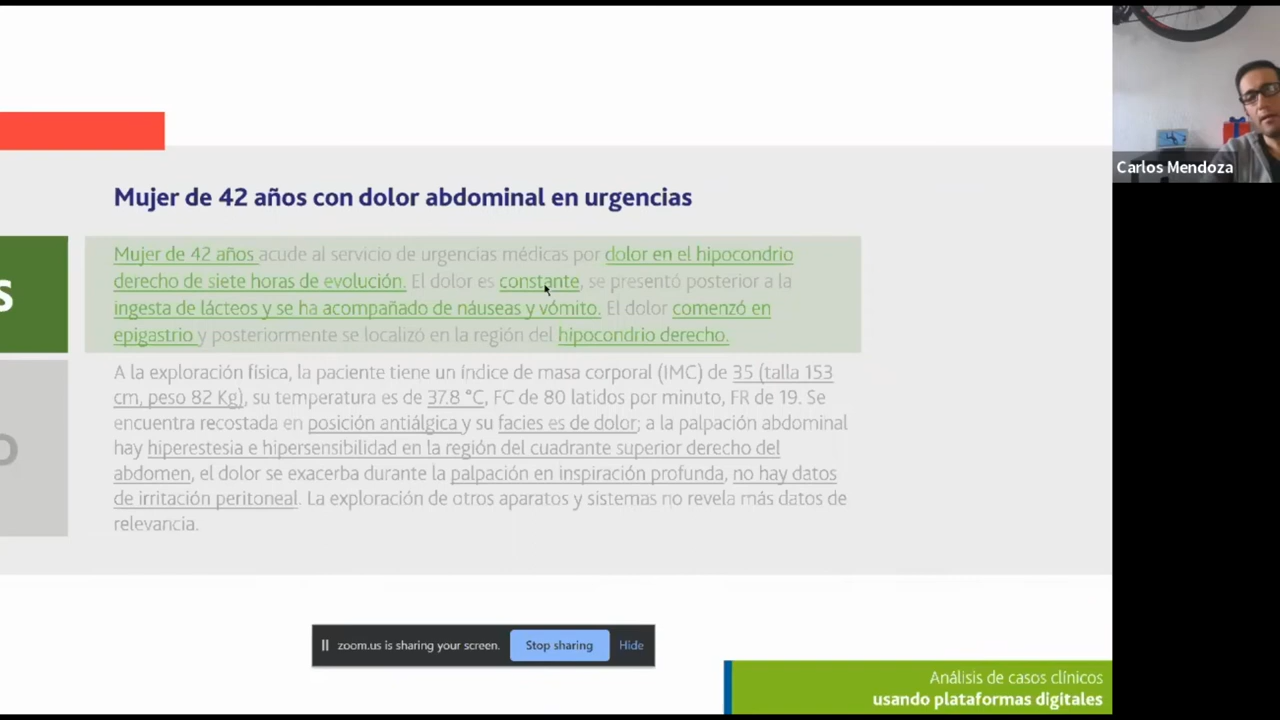 Carlos Mendoza
Mujer de 42 años con dolor abdominal en urgencias
S
Mujer de 42 años acude al servicio de urgencias médicas por dolor en el hipocondrio
derecho de siete horas de evolución. El dolor es constante, se presentó posterior a la
ingesta de lácteos y se ha acompañado de náuseas y vómito. El dolor comenzó en
epigastrio y posteriormente se localizó en la región del hipocondrio derecho.
A la exploración física, la paciente tiene un índice de masa corporal (IMC) de 35 (talla 153
cm, peso 82 Kg), su temperatura es de 37.8 °C, FC de 80 latidos por minuto, FR de 19. Se
encuentra recostada en posición antiálgica y su facies es de dolor; a la palpación abdominal
hay hiperestesia e hipersensibilidad en la región del cuadrante superior derecho del
abdomen, el dolor se exacerba durante la palpación en inspiración profunda, no hay datos
de irritación peritoneal. La exploración de otros aparatos y sistemas no revela más datos de
relevancia.
zoom.us is sharing your screen. Stop sharing Hide
Análisis de casos clínicos
usando plataformas digitales